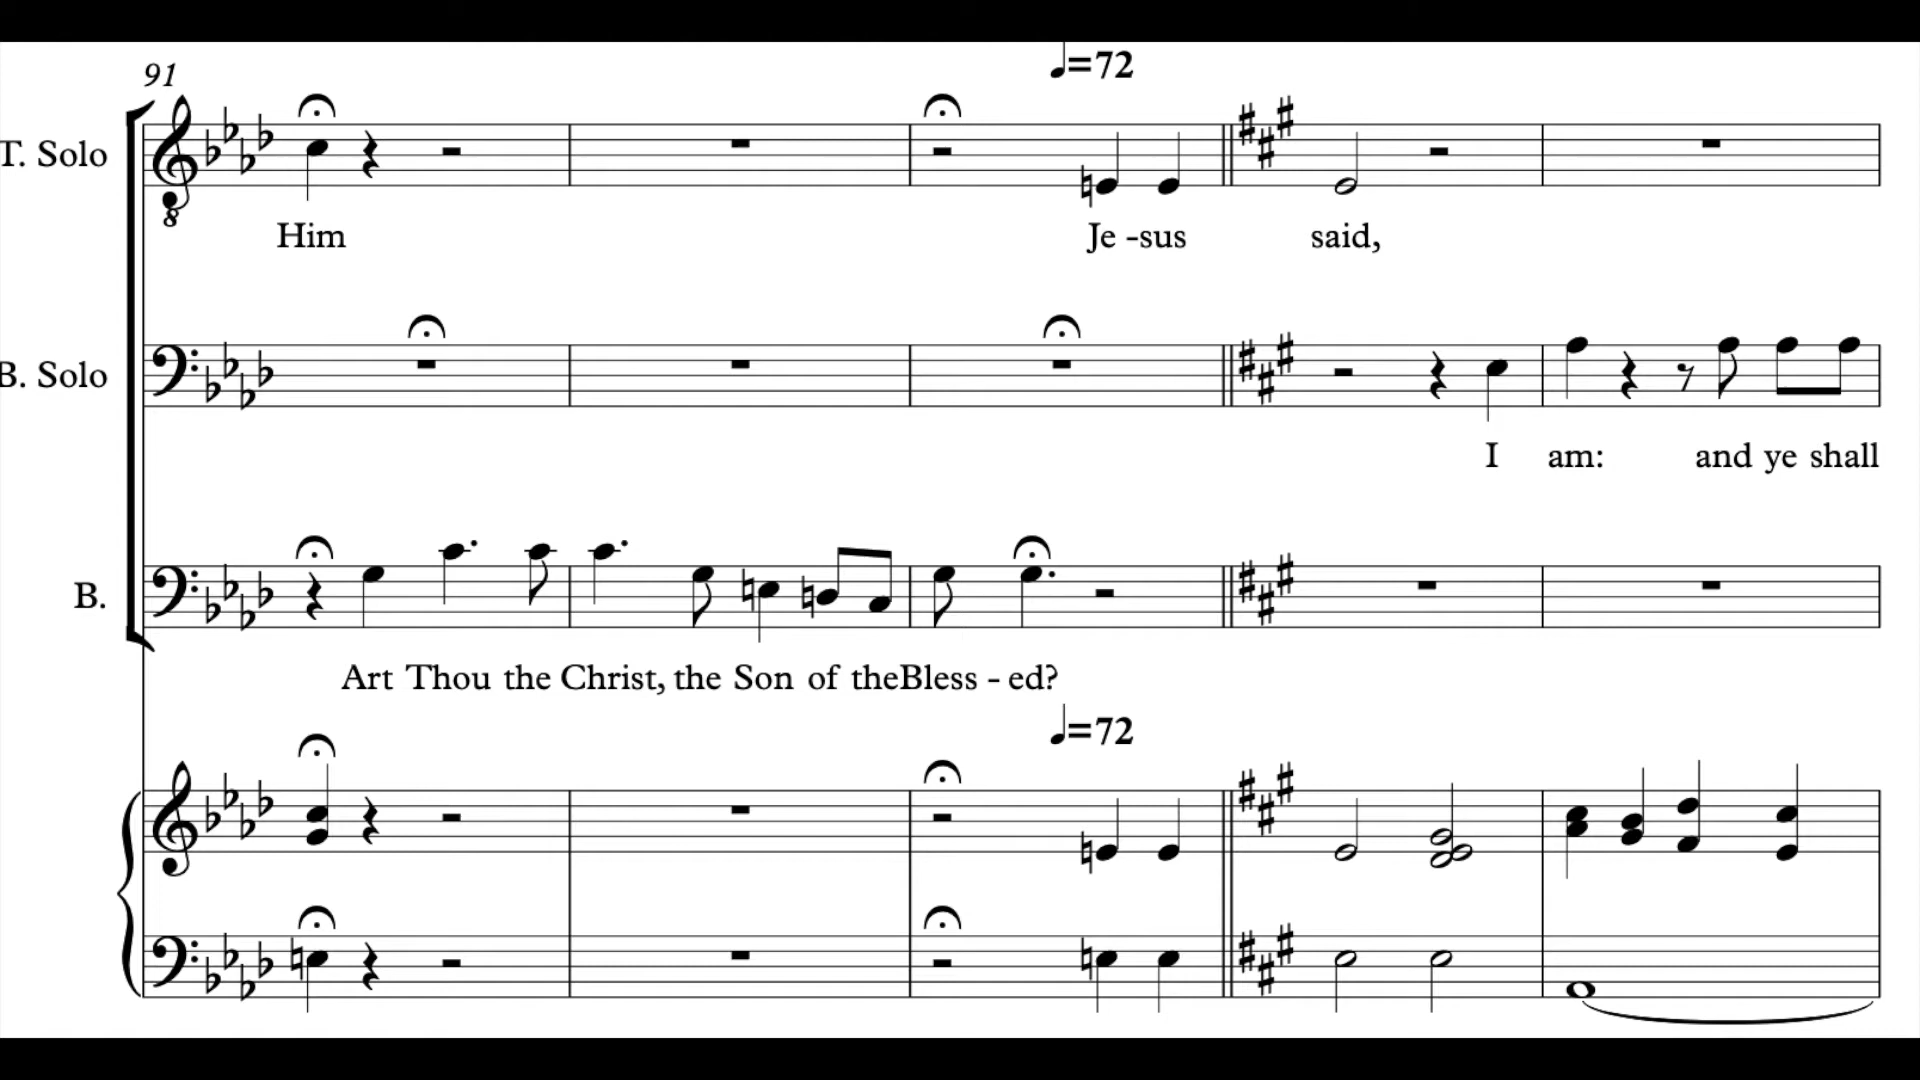 =72
91
T. Solo
8
Him Je -sus said,
B. Solo
I am: and ye shall
B.
Art Thou the Christ, the Son of theBless - ed?
=72